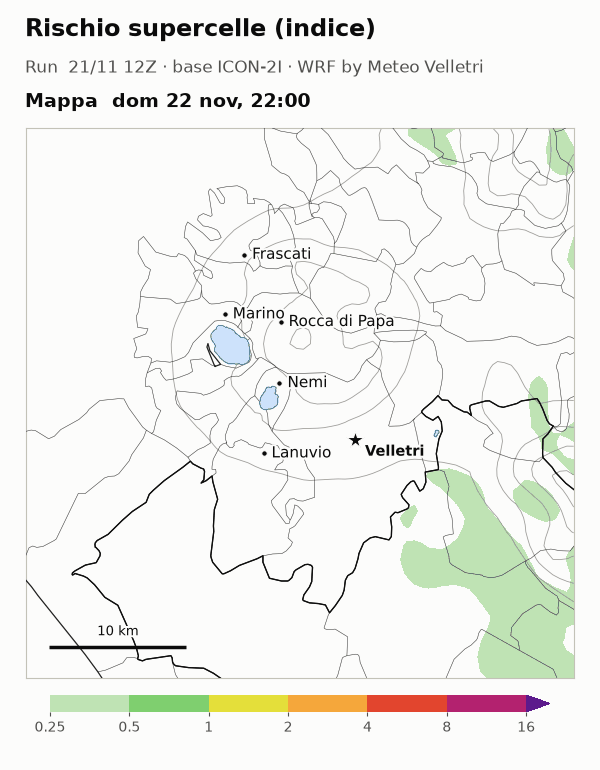 Rischio supercelle (indice)
Run  21/11 12Z · base ICON-2I · WRF by Meteo Velletri
Mappa  dom 22 nov, 22:00
Frascati
Marino
Rocca di Papa
Nemi
Velletri
Lanuvio
10 km
0.25 0.5 1 2 4 8 16